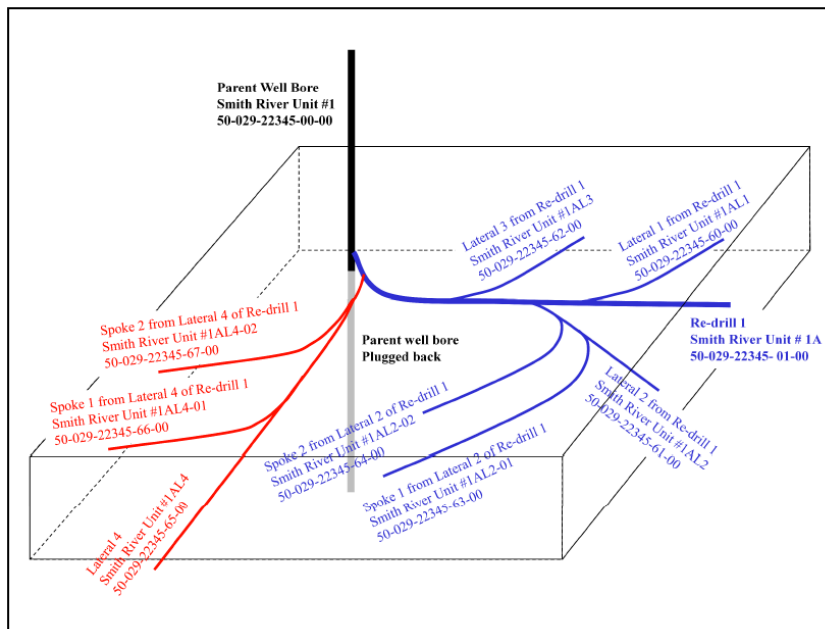 Parent Well Bore
Smith River Unit #1
50-029-22345-00-00
Lateral 3 from Re-drill 1
Smith River Unit #1AL3
50-029-22345-62-00
Lateral 1 from Re-drill 1
Smith River Unit #1AL1
50-029-22345-60-00
Spoke 2 from Lateral 4 of Re-drill 1
Smith River Unit #1AL4-02
50-029-22345-67-00
Parent well bore
Plugged back
Re-drill 1
Smith River Unit # 1A
50-029-22345- 01-00
Spoke 1 from Lateral 4 of Re-drill 1
Smith River Unit #1AL4-01
50-029-22345-66-00
Spoke 2 from Lateral 2 of Re-drill 1
Smith River Unit #1AL2-02
50-029-22345-64-00
Lateral 2 from Re-drill 1
Smith River Unit #1AL2
50-029-22345-61-00
Spoke 1 from Lateral 2 of Re-drill 1
Smith River Unit #1AL2-01
50-029-22345-63-00
Lateral 4
Smith River Unit #1AL4
50-029-22345-65-00